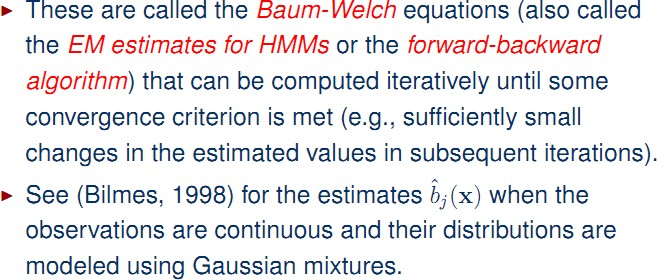 ▸ These are called the Baum-Welch equations (also called
the EM estimates for HMMs or the forward-backward
algorithm) that can be computed iteratively until some
convergence criterion is met (e.g., sufficiently small
changes in the estimated values in subsequent iterations).
▸ See (Bilmes, 1998) for the estimates b̂ⱼ(𝐱) when the
observations are continuous and their distributions are
modeled using Gaussian mixtures.